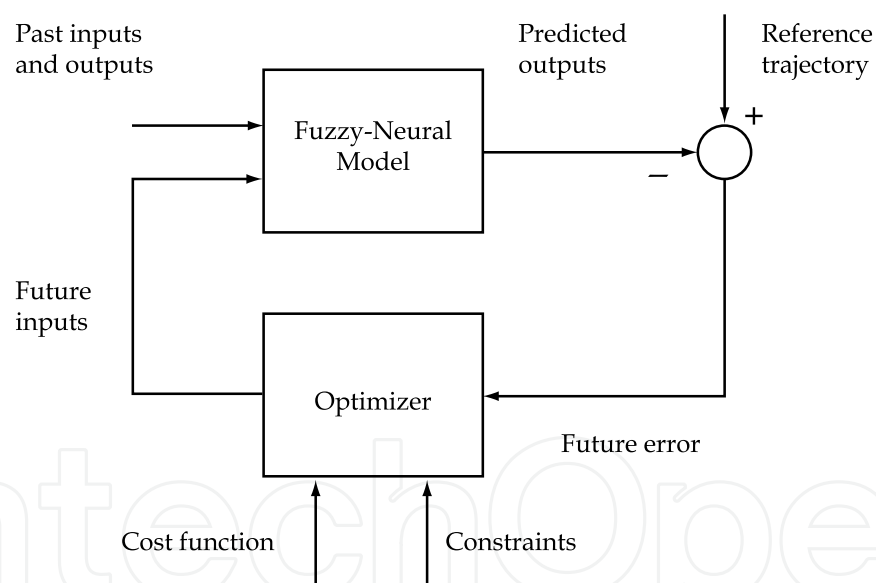 Past inputs
and outputs
Predicted
outputs
Reference
trajectory
+
Fuzzy-Neural
Model
−
Future
inputs
Optimizer
Future error
Cost function
Constraints
ntechOpe